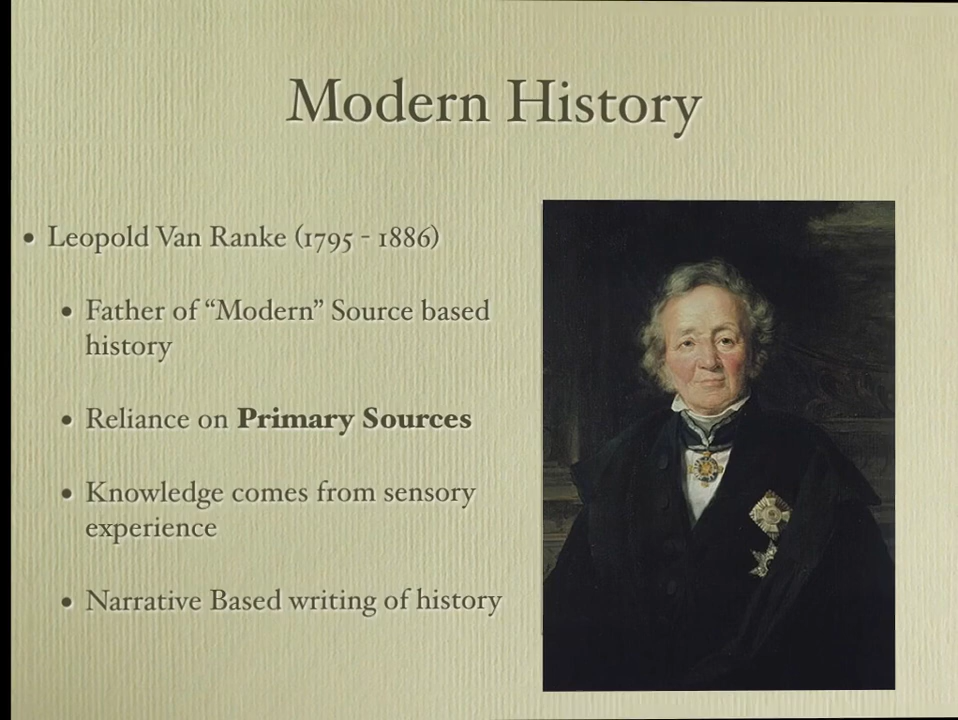 Modern History
• Leopold Van Ranke (1795 - 1886)
• Father of “Modern” Source based
history
• Reliance on Primary Sources
• Knowledge comes from sensory
experience
• Narrative Based writing of history